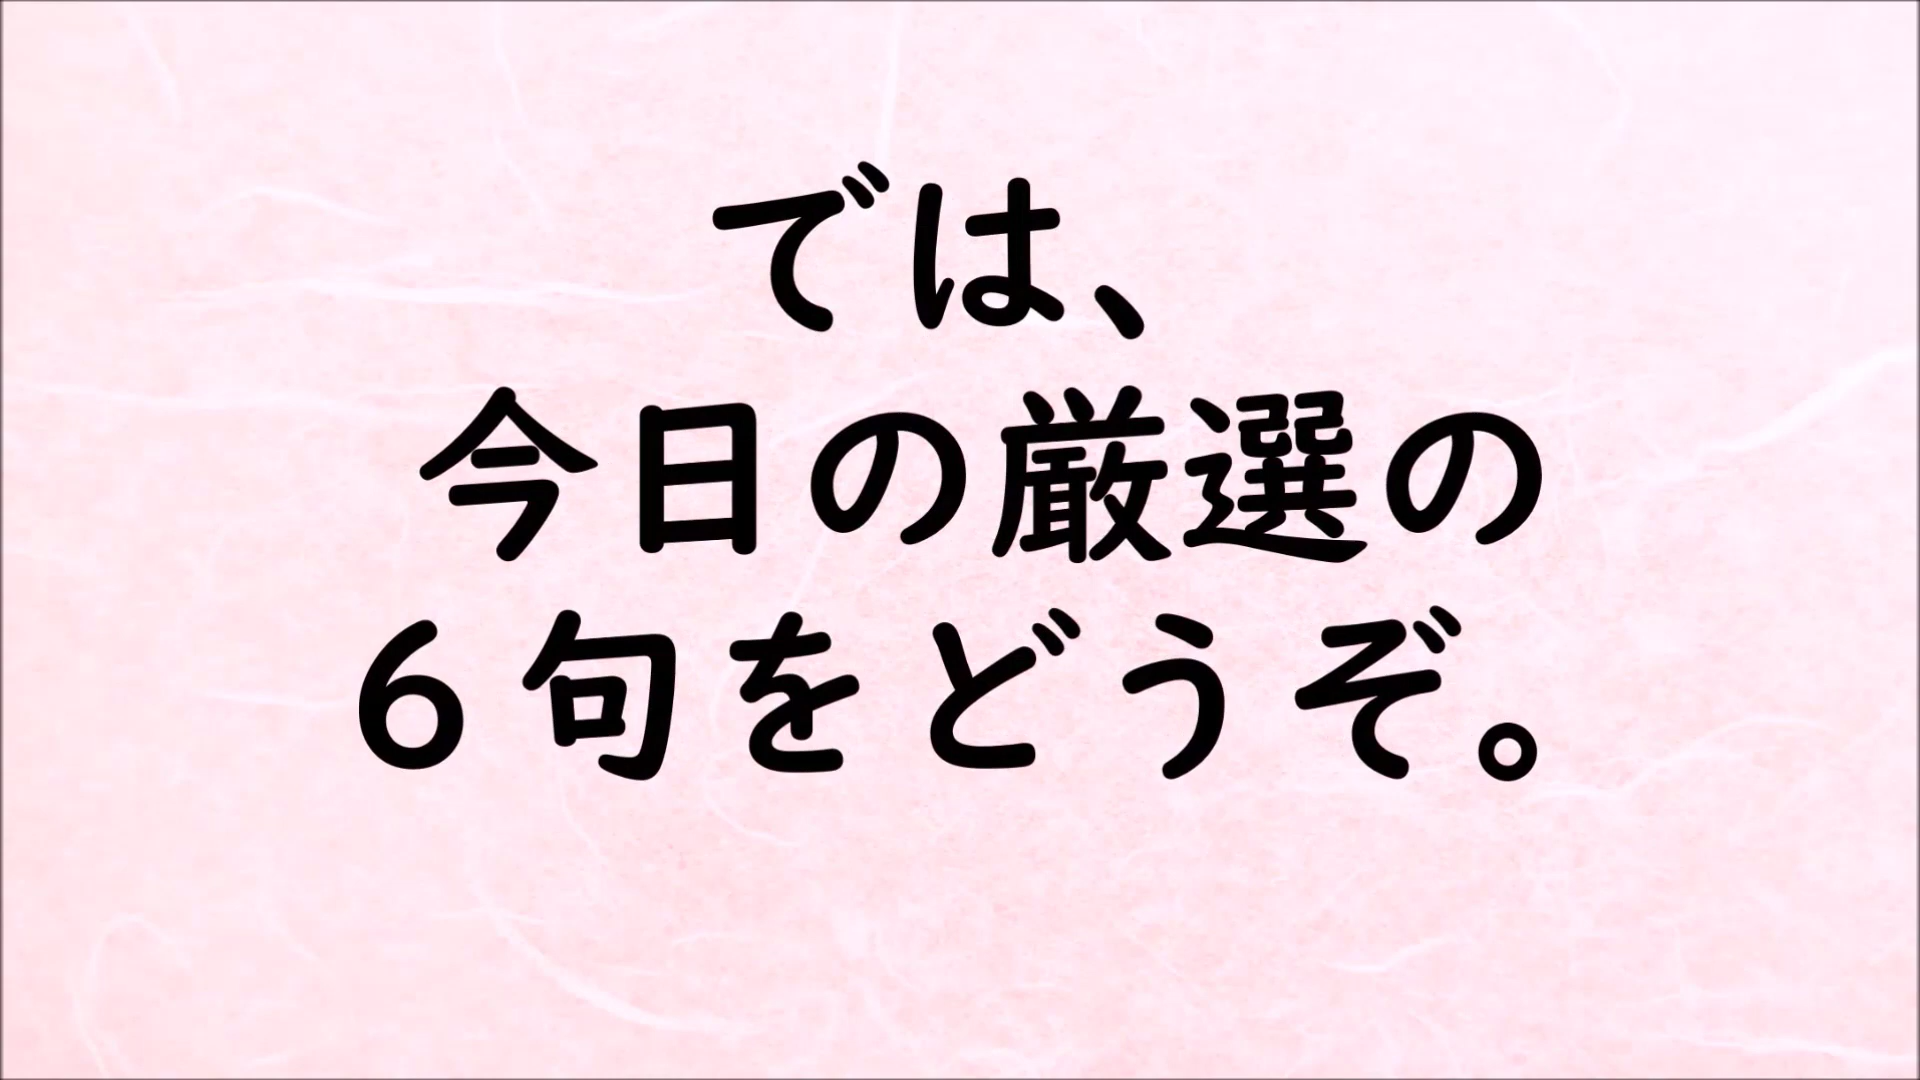 では、
今日の厳選の
６句をどうぞ。